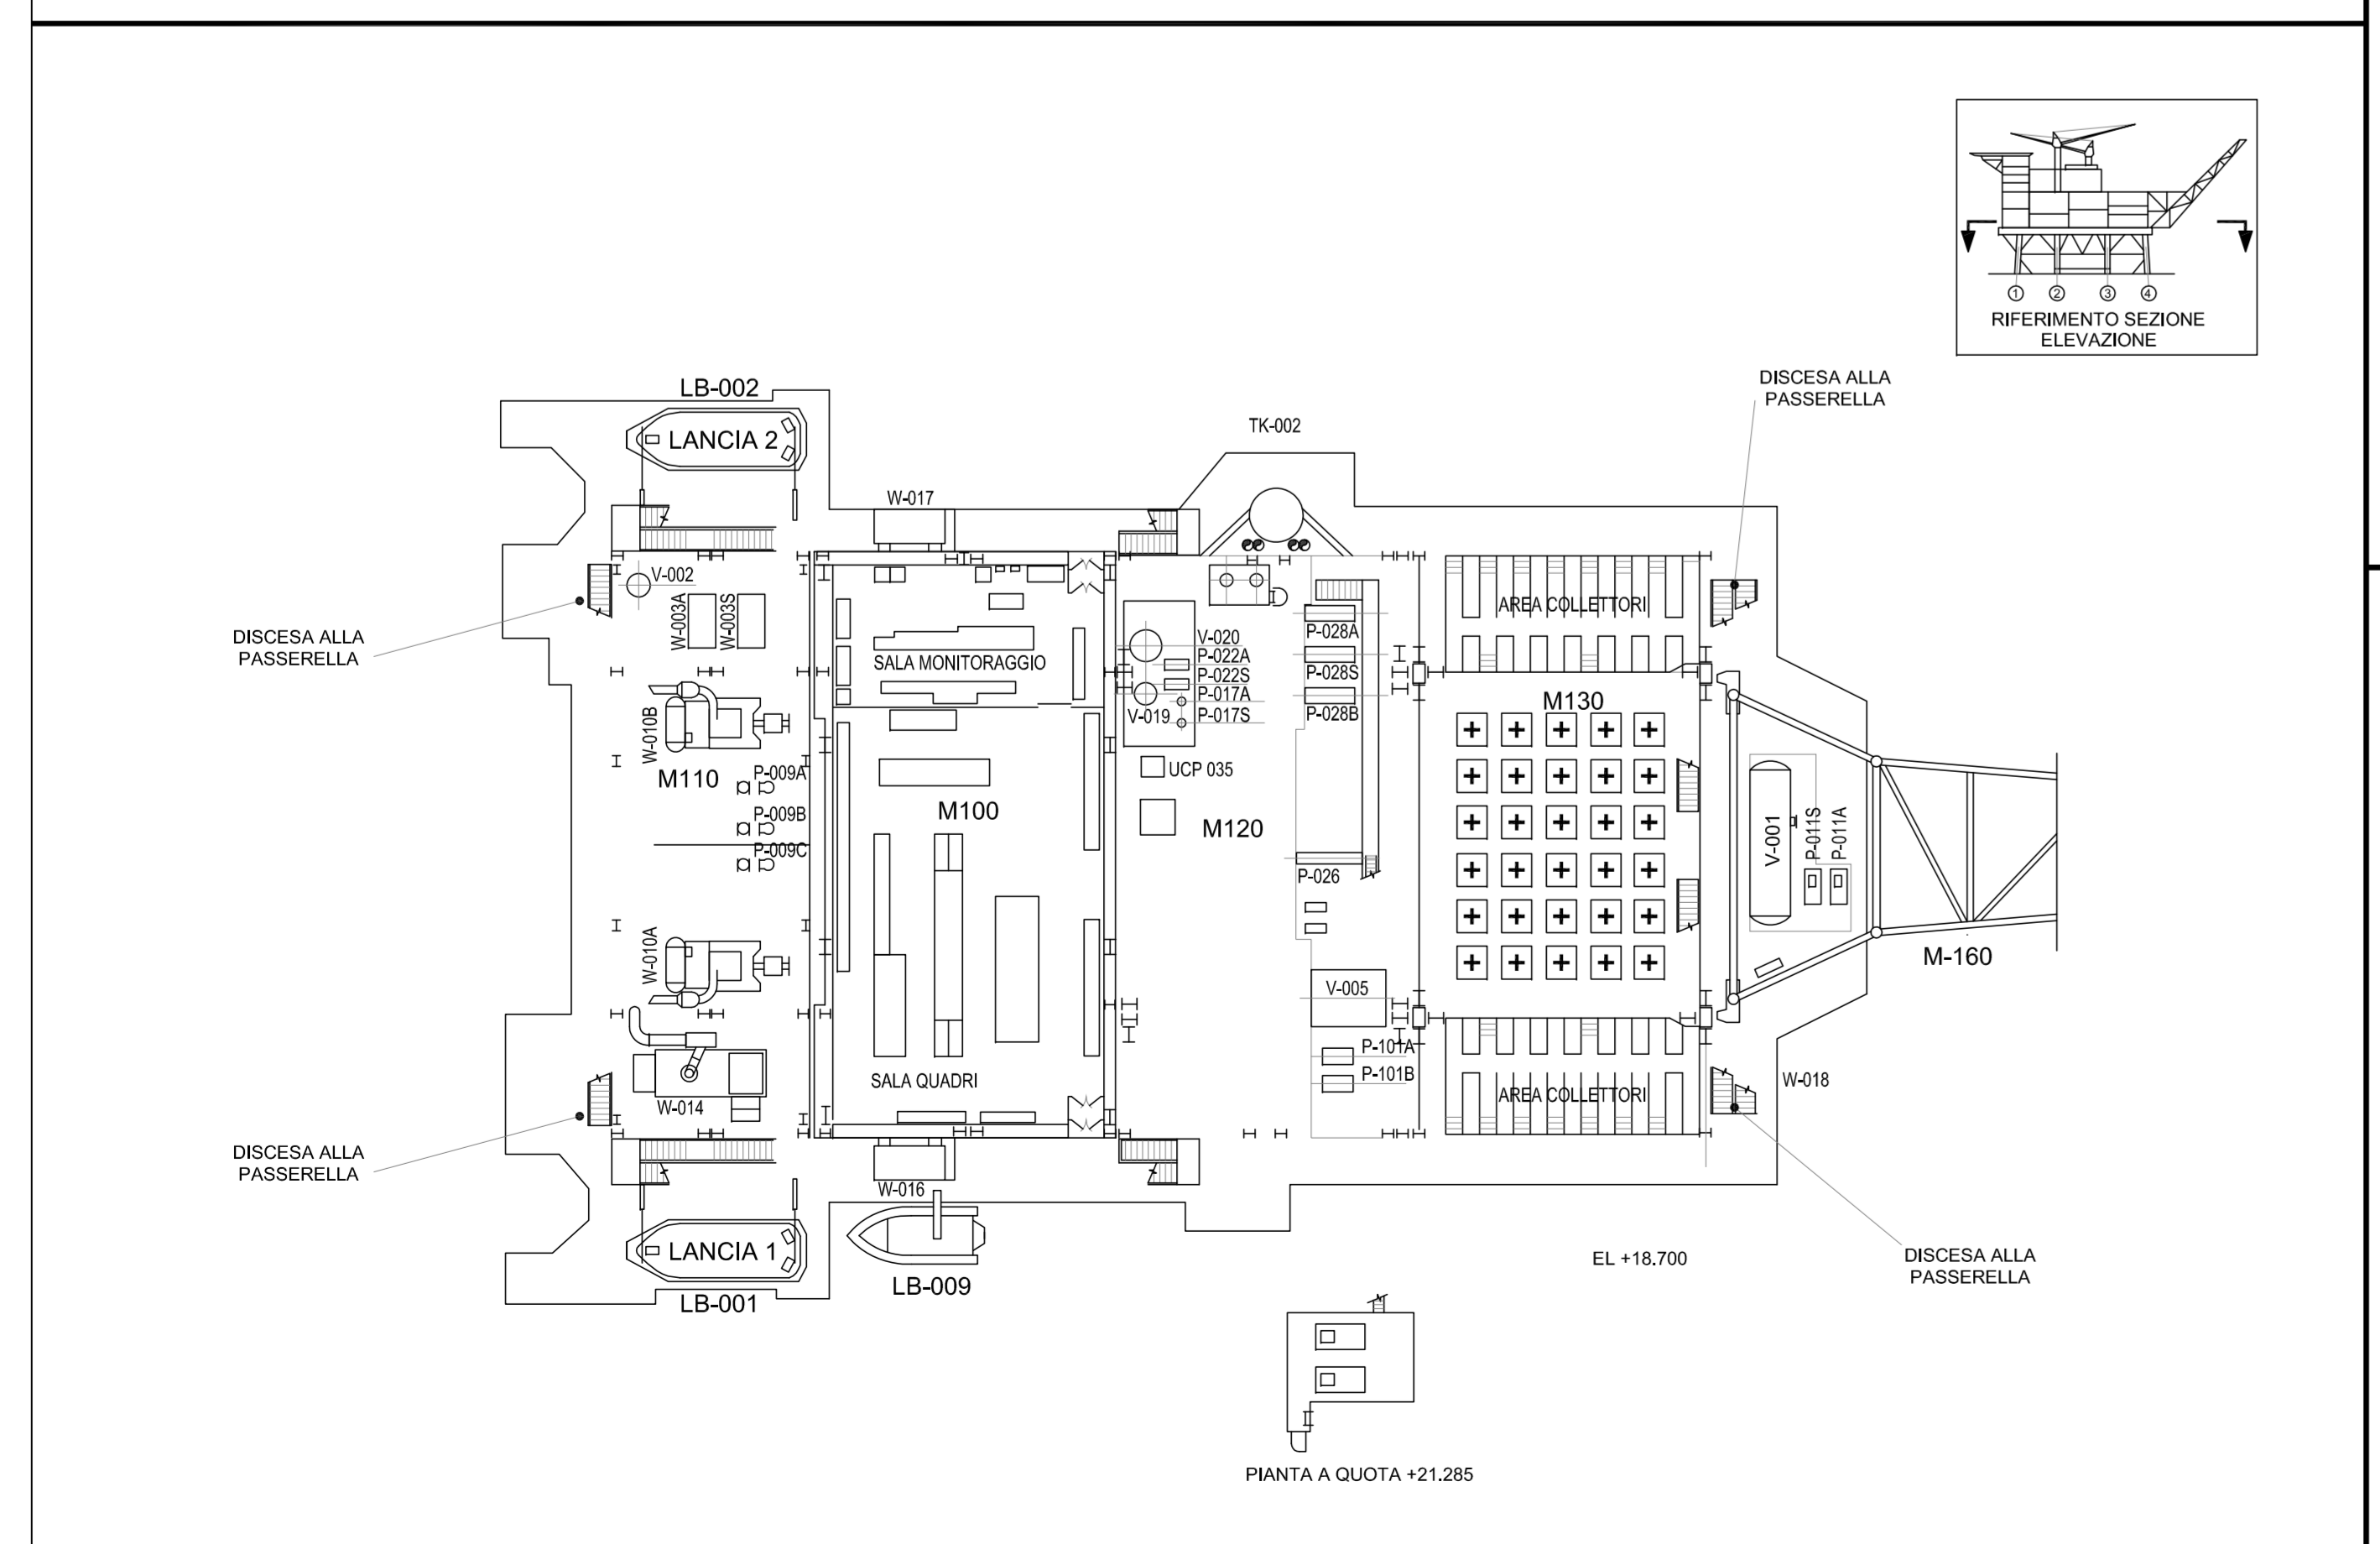 ① ② ③ ④
RIFERIMENTO SEZIONE
ELEVAZIONE
LB-002
LANCIA 2
DISCESA ALLA
PASSERELLA
TK-002
W-017
V-002
W-003A
W-003S
DISCESA ALLA
PASSERELLA
SALA MONITORAGGIO
V-020
P-022A
P-022S
P-017A
V-019
P-017S
P-028A
P-028S
P-028B
AREA COLLETTORI
M130
W-010B
M110
P-009A
P-009B
P-009C
M100
UCP 035
M120
P-026
V-001
P-011S
P-011A
M-160
W-010A
V-005
P-101A
P-101B
W-014
SALA QUADRI
AREA COLLETTORI
W-018
DISCESA ALLA
PASSERELLA
W-016
LANCIA 1
LB-001
LB-009
EL +18.700
DISCESA ALLA
PASSERELLA
PIANTA A QUOTA +21.285